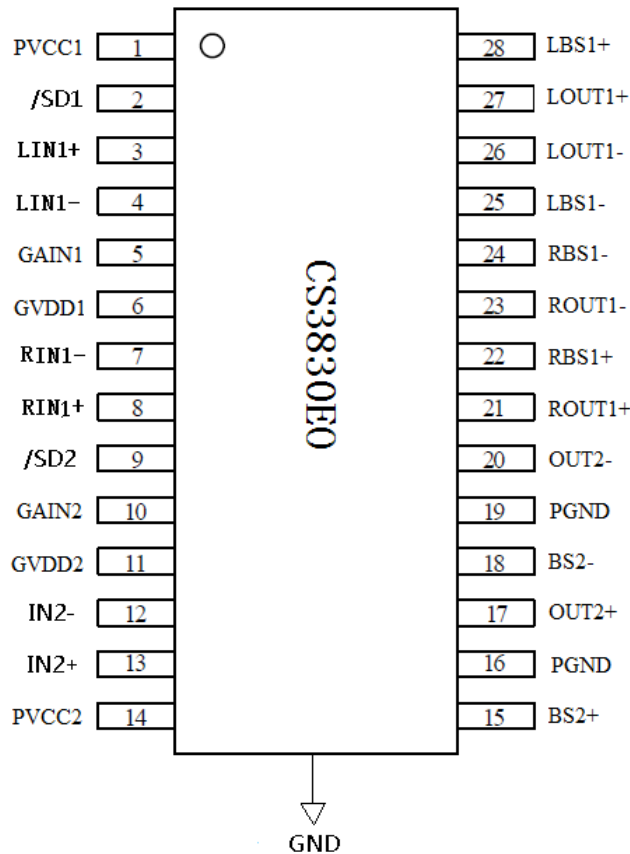 PVCC1 1 28 LBS1+
/SD1 2 27 LOUT1+
LIN1+ 3 26 LOUT1-
LIN1- 4 25 LBS1-
GAIN1 5 24 RBS1-
GVDD1 6 23 ROUT1-
RIN1- 7 22 RBS1+
RIN1+ 8 21 ROUT1+
/SD2 9 20 OUT2-
GAIN2 10 19 PGND
GVDD2 11 18 BS2-
IN2- 12 17 OUT2+
IN2+ 13 16 PGND
PVCC2 14 15 BS2+
CS3830EO
GND